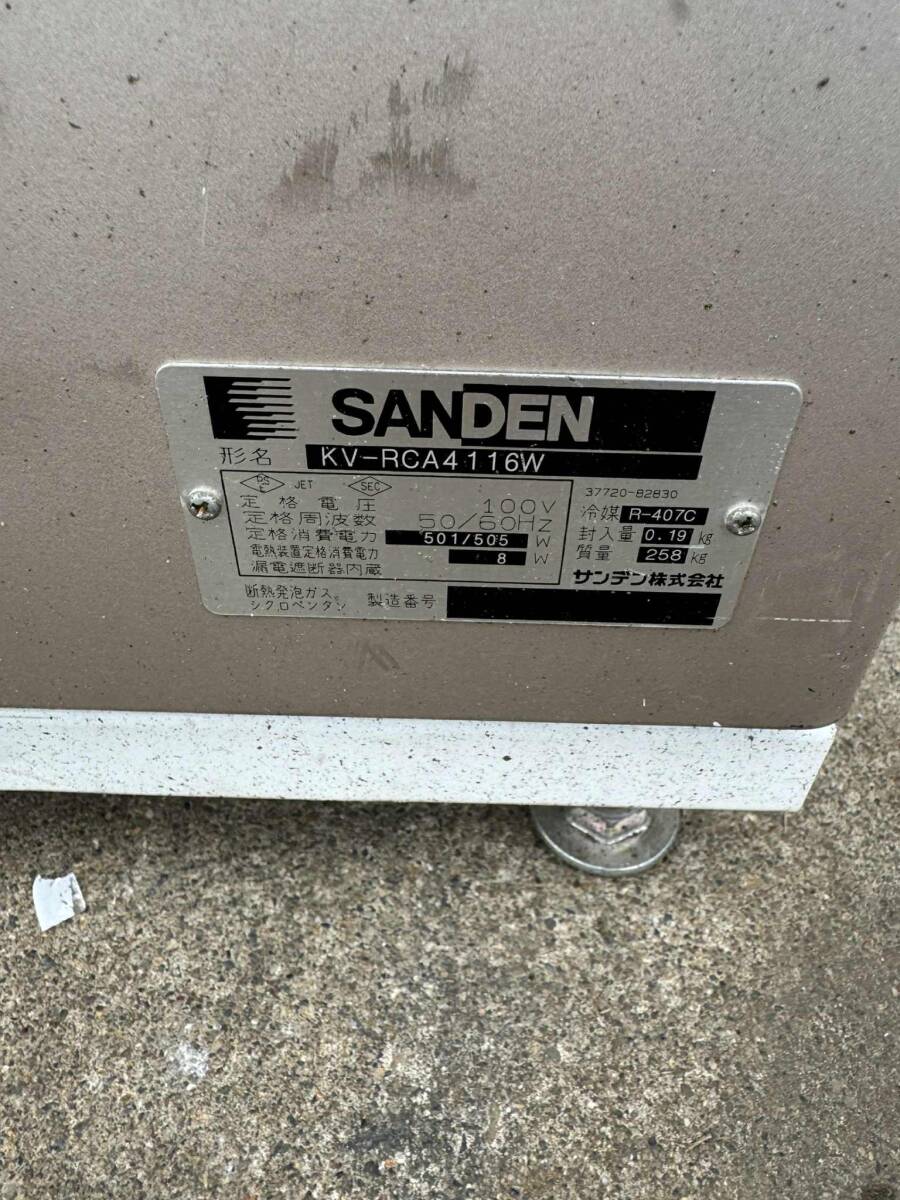 SANDEN
形名 KV-RCA4116W
PS E JET SEC
定格電圧 100V
定格周波数 50/60Hz
定格消費電力 501/505 W
電熱装置定格消費電力 8 W
漏電遮断器内蔵
37720-82830
冷媒 R-407C
封入量 0.19 kg
質量 258 kg
サンデン株式会社
断熱発泡ガス。
シクロペンタン
製造番号